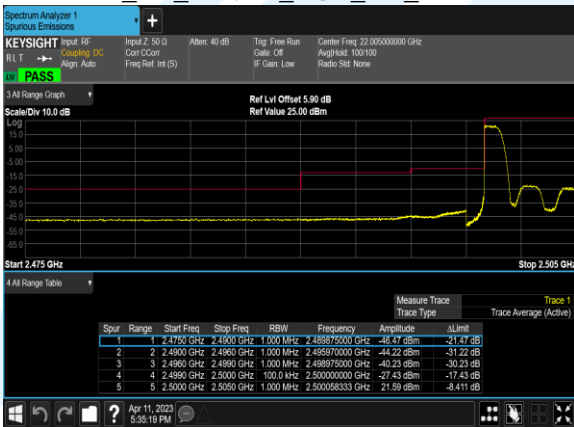 Spectrum Analyzer 1
Spurious Emissions
+
KEYSIGHT Input: RF Input Z: 50 Ω Atten: 40 dB Trig: Free Run Center Freq: 22.005000000 GHz
RLT Coupling: DC Corr CCorr Gate: Off Avg|Hold: 100/100
Align: Auto Freq Ref: Int (S) IF Gain: Low Radio Std: None
PASS
3 All Range Graph
Ref Lvl Offset 5.90 dB
Scale/Div 10.0 dB Ref Value 25.00 dBm
Log
15.0
5.00
-5.00
-15.0
-25.0
-35.0
-45.0
-55.0
-65.0
Start 2.475 GHz Stop 2.505 GHz
4 All Range Table
Measure Trace Trace 1
Trace Type Trace Average (Active)
Spur Range Start Freq Stop Freq RBW Frequency Amplitude ΔLimit
1 1 2.4750 GHz 2.4900 GHz 1.000 MHz 2.489875000 GHz -46.47 dBm -21.47 dB
2 2 2.4900 GHz 2.4960 GHz 1.000 MHz 2.495970000 GHz -44.22 dBm -31.22 dB
3 3 2.4960 GHz 2.4990 GHz 1.000 MHz 2.498975000 GHz -40.23 dBm -30.23 dB
4 4 2.4990 GHz 2.5000 GHz 100.0 kHz 2.500000000 GHz -27.43 dBm -17.43 dB
5 5 2.5000 GHz 2.5050 GHz 1.000 MHz 2.500058333 GHz 21.59 dBm -8.411 dB
? Apr 11, 2023
5:35:19 PM